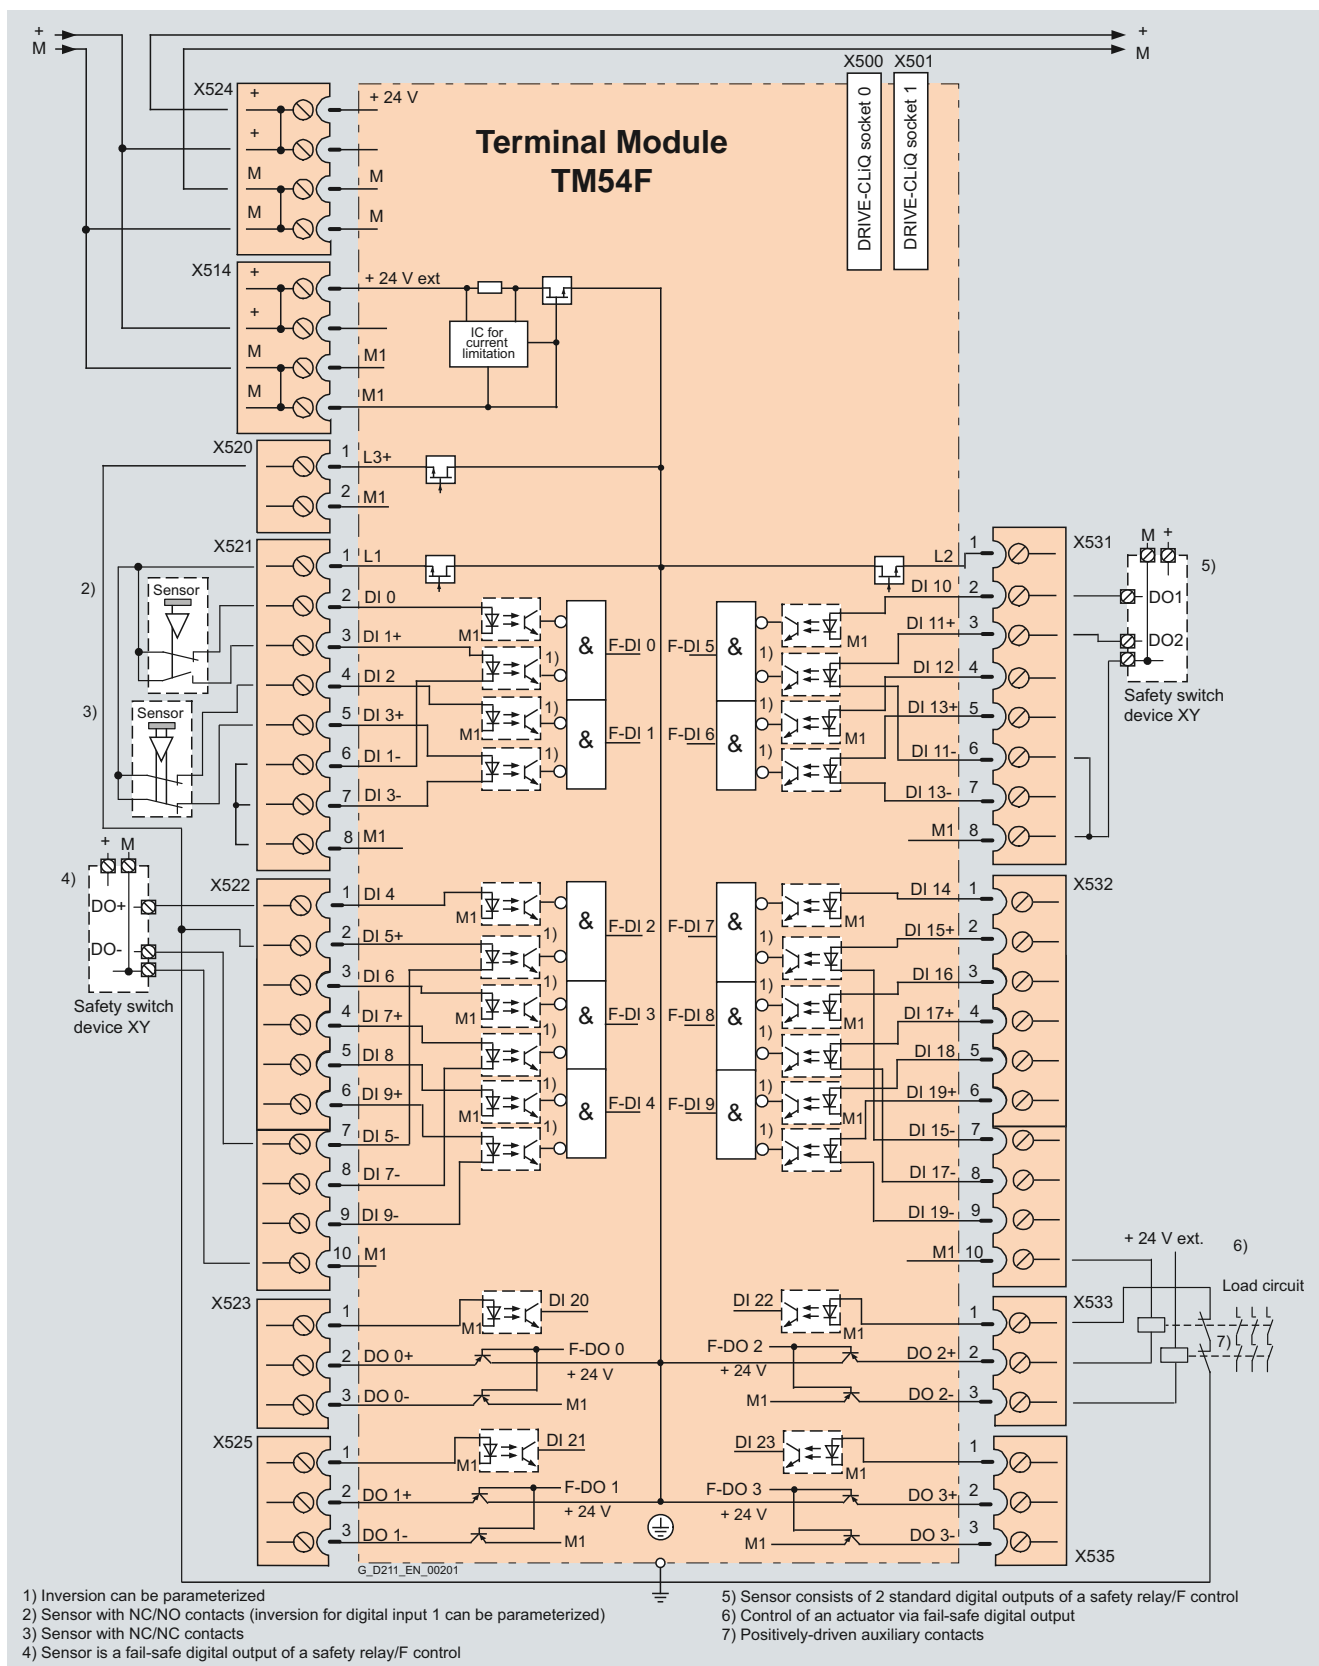 +
M
+
M
X500 X501
DRIVE-CLiQ socket 0
DRIVE-CLiQ socket 1
Terminal Module
TM54F
X524
+
+ 24 V
+
M
M
M
M
X514
+
+ 24 V ext
+
M
M1
M
M1
IC for
current
limitation
X520
1
L3+
2
M1
X521
1
L1
2
DI 0
3
DI 1+
4
DI 2
5
DI 3+
6
DI 1-
7
DI 3-
8
M1
2)
Sensor
3)
Sensor
M1
1)
1)
M1
1)
&
&
F-DI 0
F-DI 1
F-DI 5
F-DI 6
&
&
1)
1)
1)
M1
M1
L2
1
DI 10
2
DI 11+
3
DI 12
4
DI 13+
5
DI 11-
6
DI 13-
7
M1
8
X531
M +
5)
DO1
DO2
Safety switch
device XY
+ M
4)
DO+
DO-
Safety switch
device XY
X522
1
DI 4
2
DI 5+
3
DI 6
4
DI 7+
5
DI 8
6
DI 9+
7
DI 5-
8
DI 7-
9
DI 9-
10
M1
M1
1)
1)
M1
1)
1)
M1
1)
&
&
&
F-DI 2
F-DI 3
F-DI 4
F-DI 7
F-DI 8
F-DI 9
&
&
&
1)
1)
1)
1)
1)
M1
M1
M1
DI 14
1
DI 15+
2
DI 16
3
DI 17+
4
DI 18
5
DI 19+
6
DI 15-
7
DI 17-
8
DI 19-
9
M1
10
X532
+ 24 V ext.
6)
Load circuit
7)
X523
1
2
DO 0+
3
DO 0-
M1
DI 20
F-DO 0
+ 24 V
M1
DI 22
M1
F-DO 2
+ 24 V
M1
1
DO 2+
2
DO 2-
3
X533
X525
1
2
DO 1+
3
DO 1-
M1
DI 21
F-DO 1
+ 24 V
M1
DI 23
M1
F-DO 3
+ 24 V
M1
1
DO 3+
2
DO 3-
3
X535
G_D211_EN_00201
1) Inversion can be parameterized
2) Sensor with NC/NO contacts (inversion for digital input 1 can be parameterized)
3) Sensor with NC/NC contacts
4) Sensor is a fail-safe digital output of a safety relay/F control
5) Sensor consists of 2 standard digital outputs of a safety relay/F control
6) Control of an actuator via fail-safe digital output
7) Positively-driven auxiliary contacts